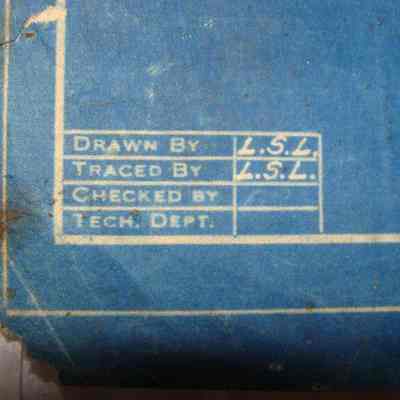 DRAWN BY L.S.L.
TRACED BY L.S.L.
CHECKED BY
TECH. DEPT.